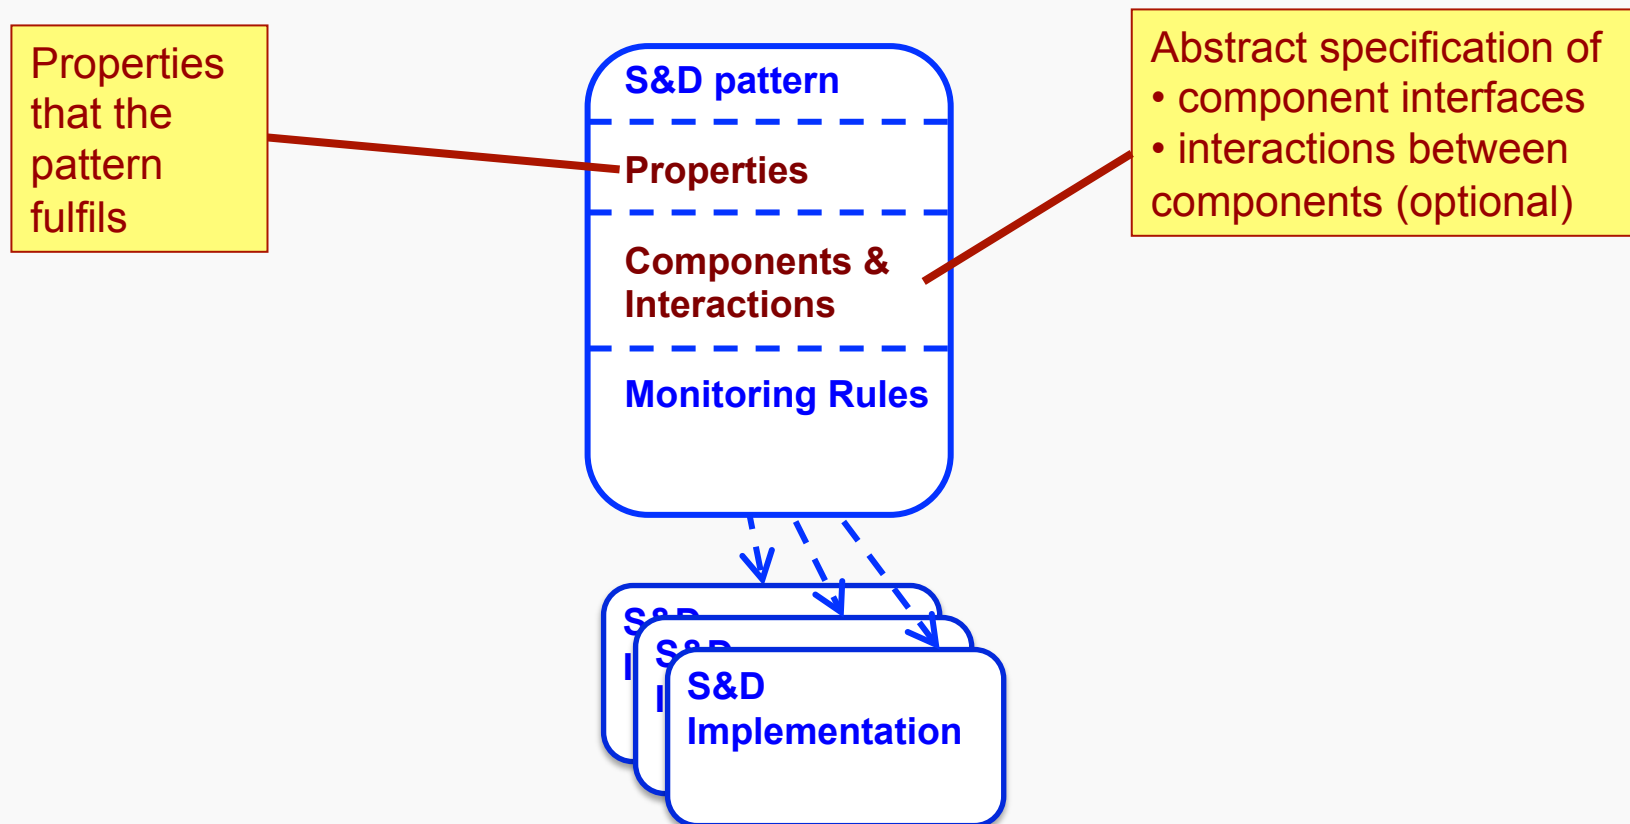 Properties
that the
pattern
fulfils
S&D pattern
Properties
Components &
Interactions
Monitoring Rules
Abstract specification of
• component interfaces
• interactions between
components (optional)
S&D
S&D
S&D
Implementation